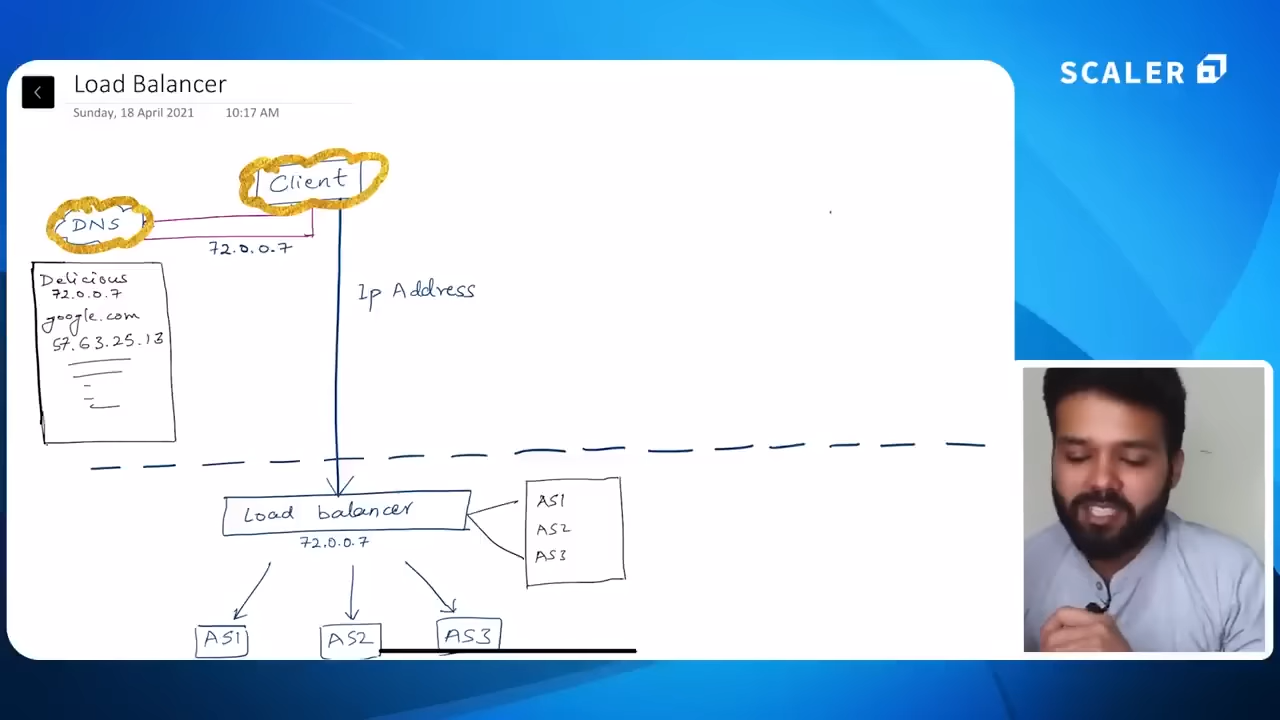 Load Balancer
Sunday, 18 April 2021 10:17 AM
SCALER
Client
DNS
72.0.0.7
Delicious
72.0.0.7
google.com
57.63.25.13
Ip Address
Load balancer
72.0.0.7
AS1
AS2
AS3
AS1
AS2
AS3